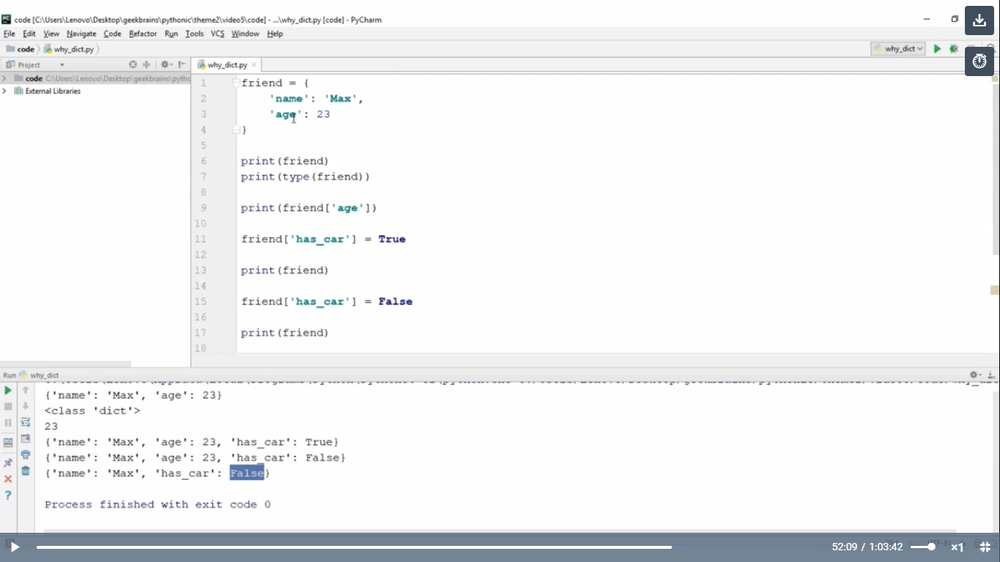 code [C:\Users\Lenovo\Desktop\geekbrains\pythonic\theme2\video5\code] - ...\why_dict.py [code] - PyCharm
File Edit View Navigate Code Refactor Run Tools VCS Window Help
code why_dict.py
why_dict
Project
why_dict.py
code C:\Users\Lenovo\Desktop\geekbrains\pytho
External Libraries
1 friend = {
2 'name': 'Max',
3 'age': 23
4 }
5
6 print(friend)
7 print(type(friend))
8
9 print(friend['age'])
10
11 friend['has_car'] = True
12
13 print(friend)
14
15 friend['has_car'] = False
16
17 print(friend)
18
Run why_dict
{'name': 'Max', 'age': 23}
<class 'dict'>
23
{'name': 'Max', 'age': 23, 'has_car': True}
{'name': 'Max', 'age': 23, 'has_car': False}
{'name': 'Max', 'has_car': False}
Process finished with exit code 0
52:09 / 1:03:42 ×1